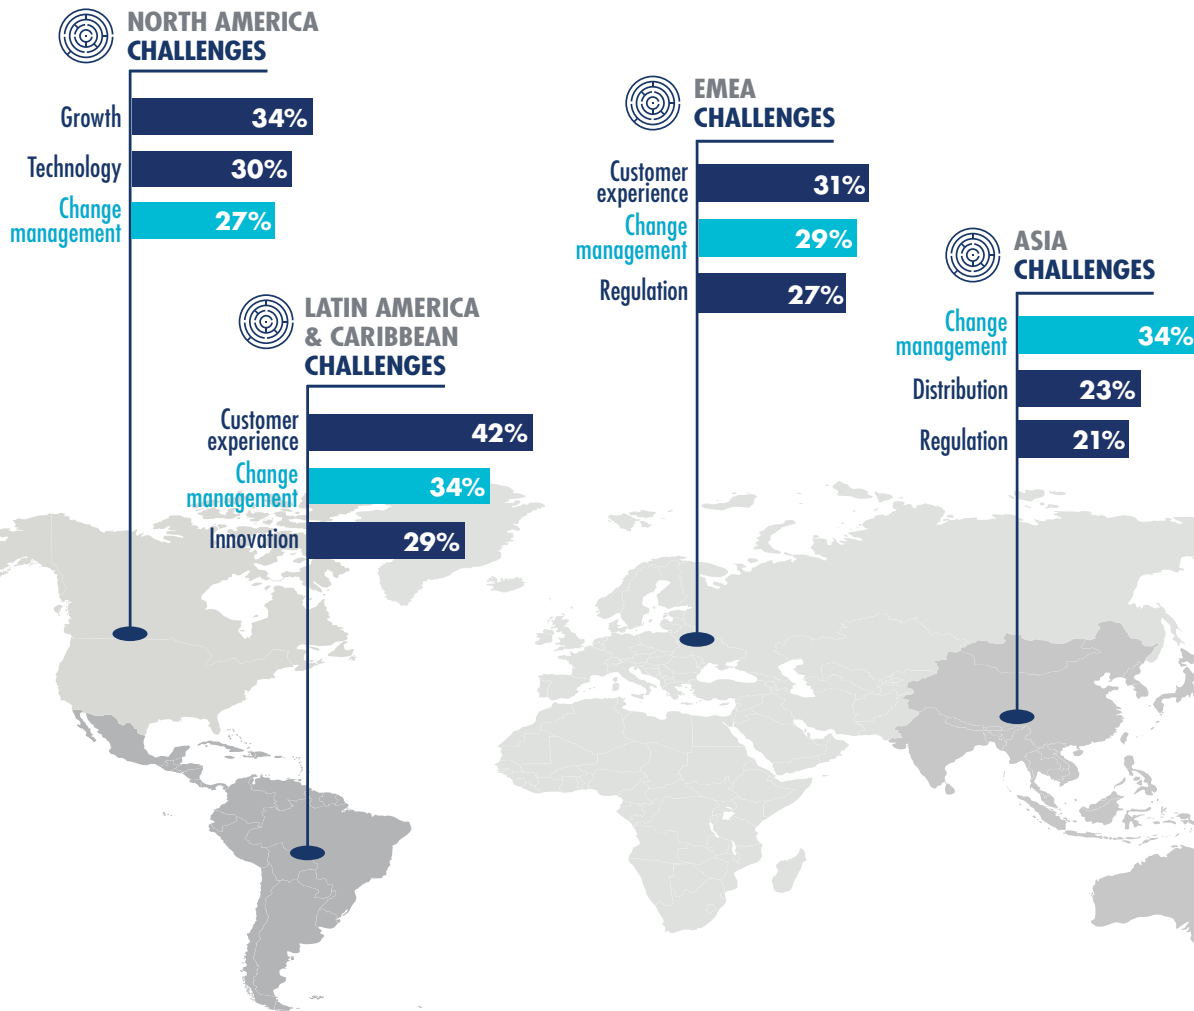 NORTH AMERICA
CHALLENGES
Growth
34%
Technology
30%
Change
management
27%
LATIN AMERICA
& CARIBBEAN
CHALLENGES
Customer
experience
42%
Change
management
34%
Innovation
29%
EMEA
CHALLENGES
Customer
experience
31%
Change
management
29%
Regulation
27%
ASIA
CHALLENGES
Change
management
34%
Distribution
23%
Regulation
21%